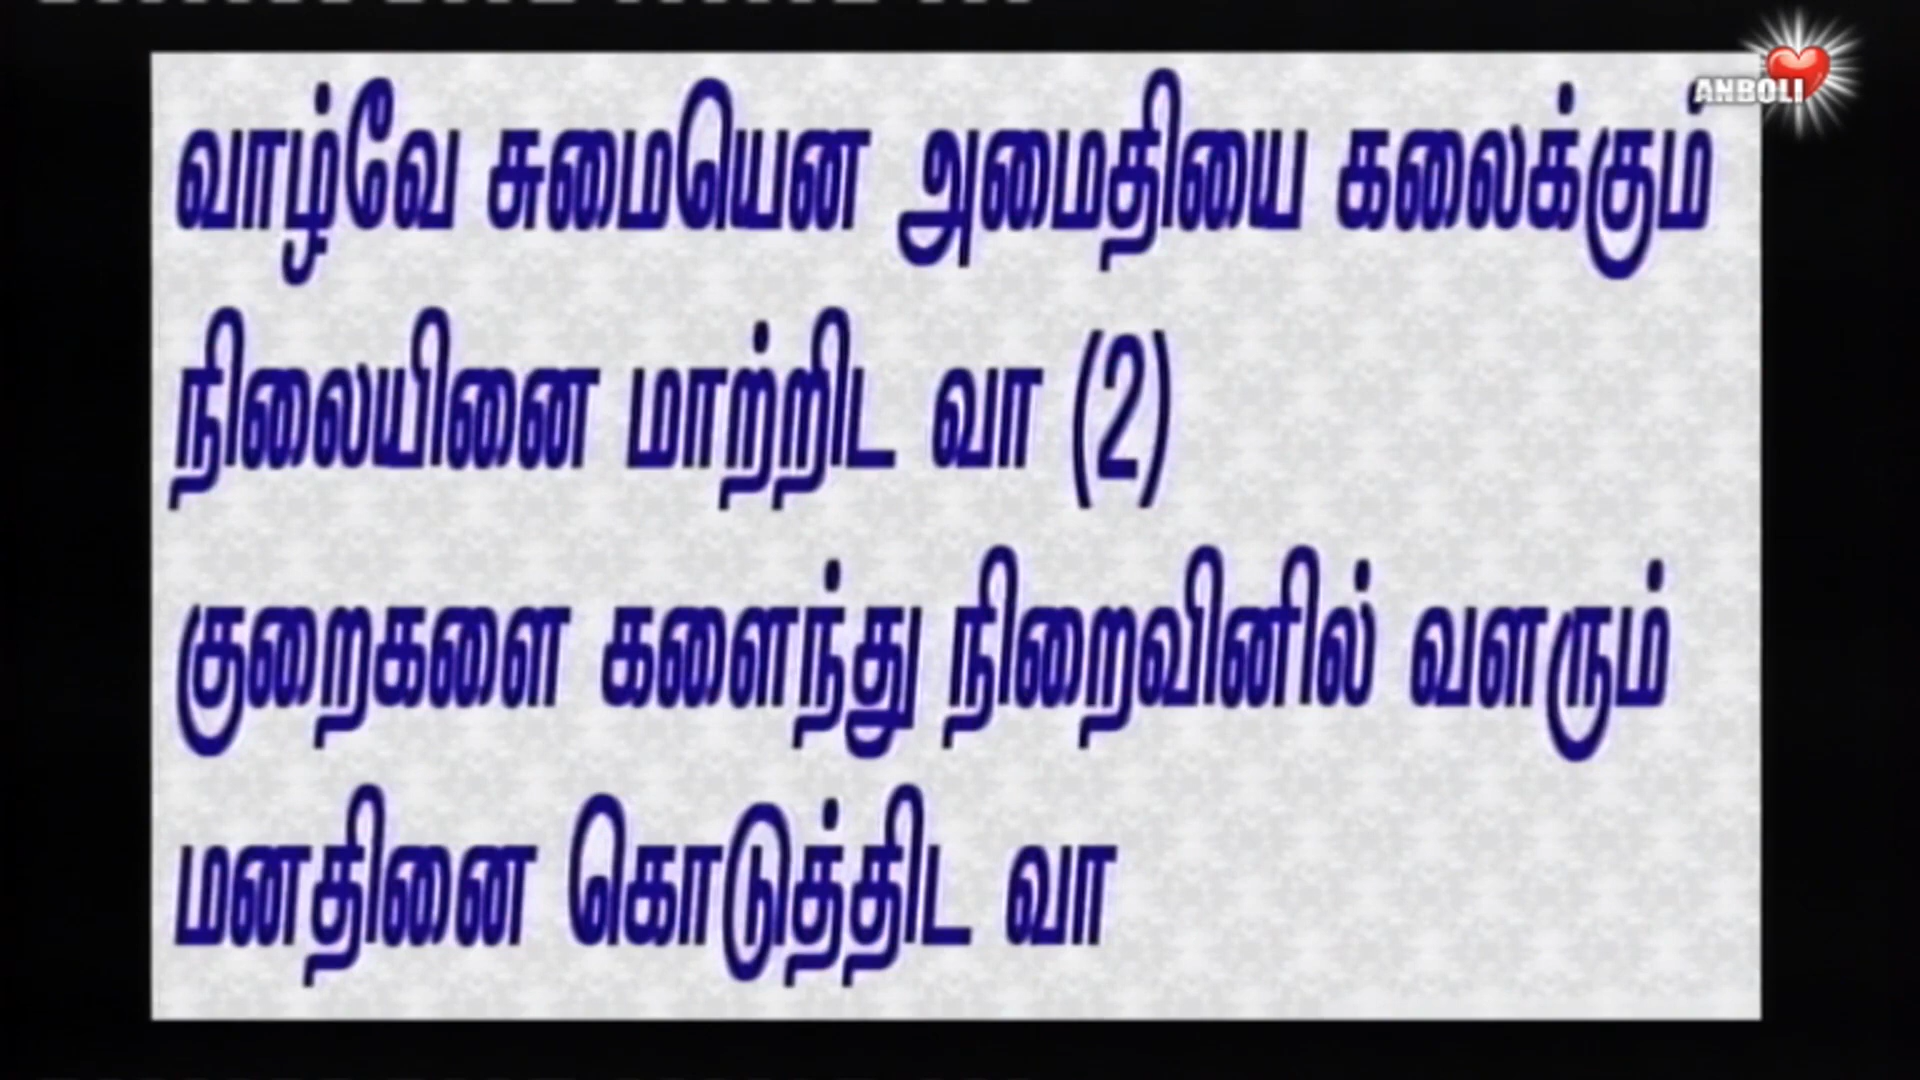 ANBOLI
வாழ்வே சுமையென அமைதியை கலைக்கும்
நிலையினை மாற்றிட வா (2)
குறைகளை களைந்து நிறைவினில் வளரும்
மனதினை கொடுத்திட வா